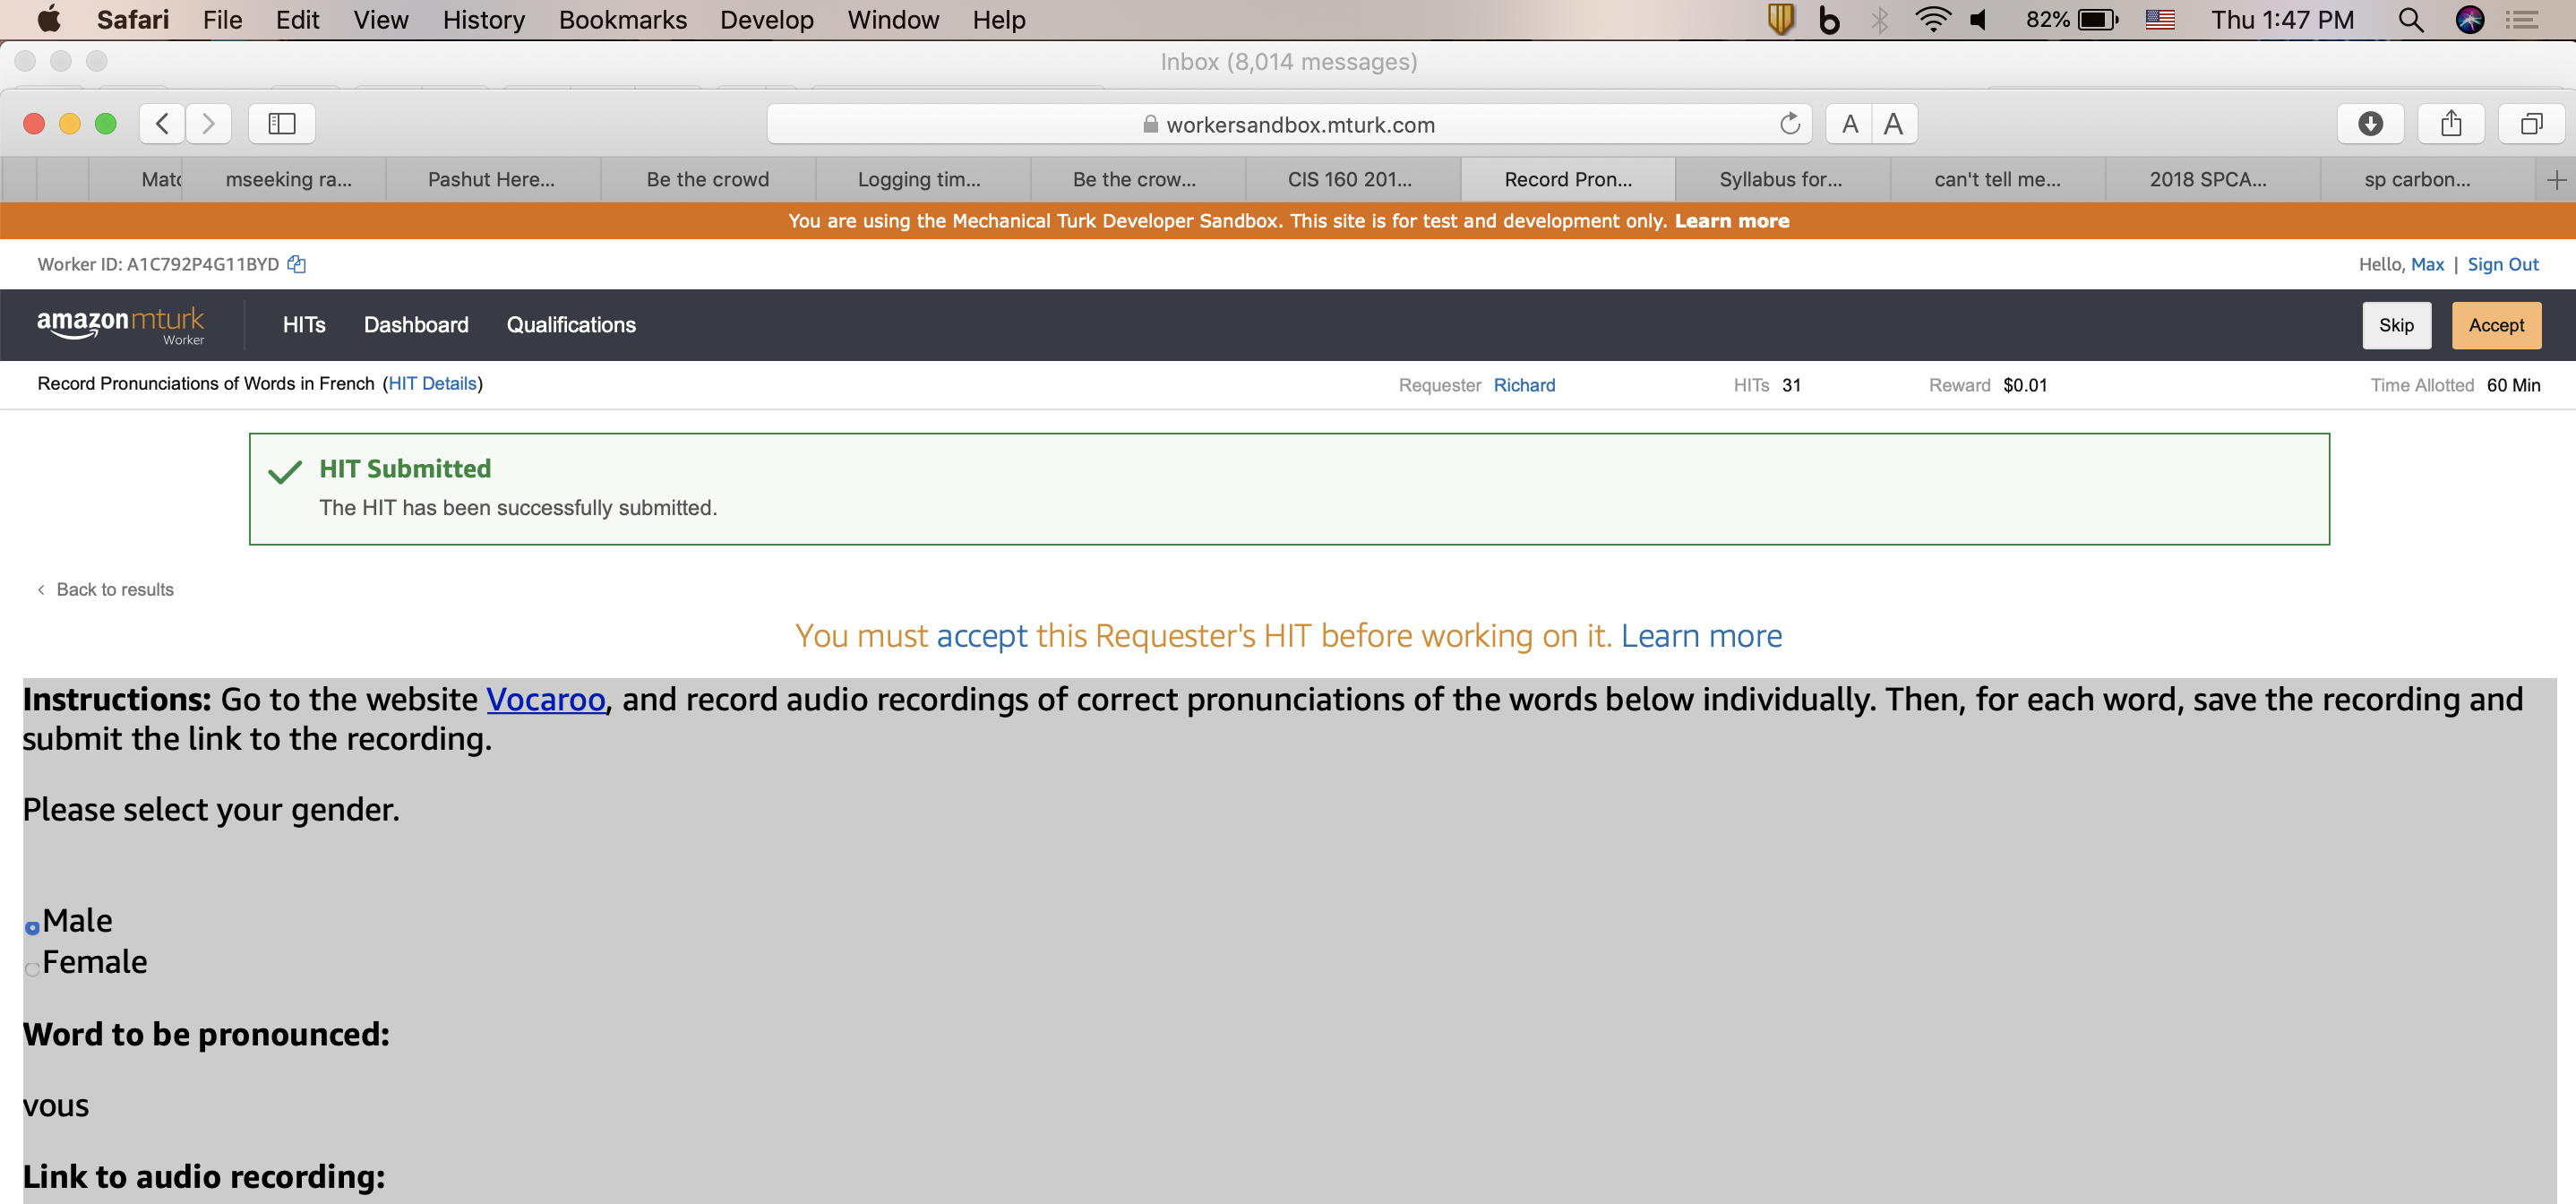 Safari File Edit View History Bookmarks Develop Window Help 82% Thu 1:47 PM
Inbox (8,014 messages)
workersandbox.mturk.com A A
Matc mseeking ra... Pashut Here... Be the crowd Logging tim... Be the crow... CIS 160 201... Record Pron... Syllabus for... can't tell me... 2018 SPCA... sp carbon...
You are using the Mechanical Turk Developer Sandbox. This site is for test and development only. Learn more
Worker ID: A1C792P4G11BYD Hello, Max | Sign Out
amazon mturk HITs Dashboard Qualifications Skip Accept
Worker
Record Pronunciations of Words in French (HIT Details) Requester Richard HITs 31 Reward $0.01 Time Allotted 60 Min
HIT Submitted
The HIT has been successfully submitted.
< Back to results
You must accept this Requester's HIT before working on it. Learn more
Instructions: Go to the website Vocaroo, and record audio recordings of correct pronunciations of the words below individually. Then, for each word, save the recording and
submit the link to the recording.
Please select your gender.
Male
Female
Word to be pronounced:
vous
Link to audio recording: